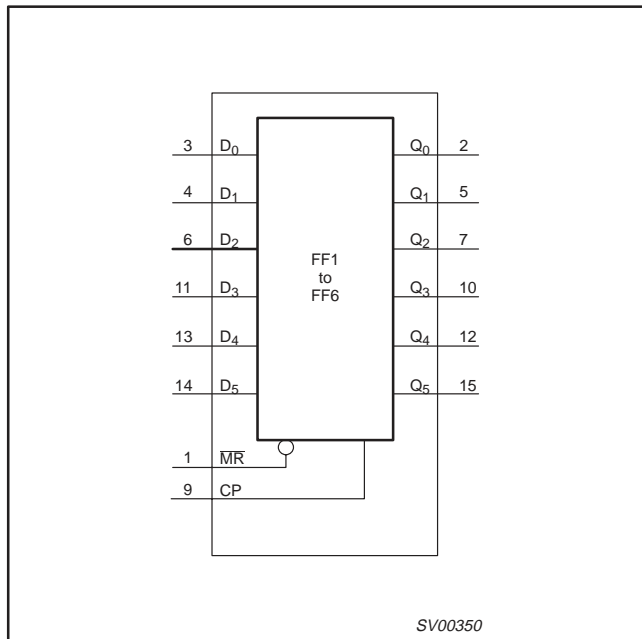 3 D0 Q0 2
4 D1 Q1 5
6 D2 Q2 7
FF1
to
FF6
11 D3 Q3 10
13 D4 Q4 12
14 D5 Q5 15
1 M̅R̅
9 CP
SV00350